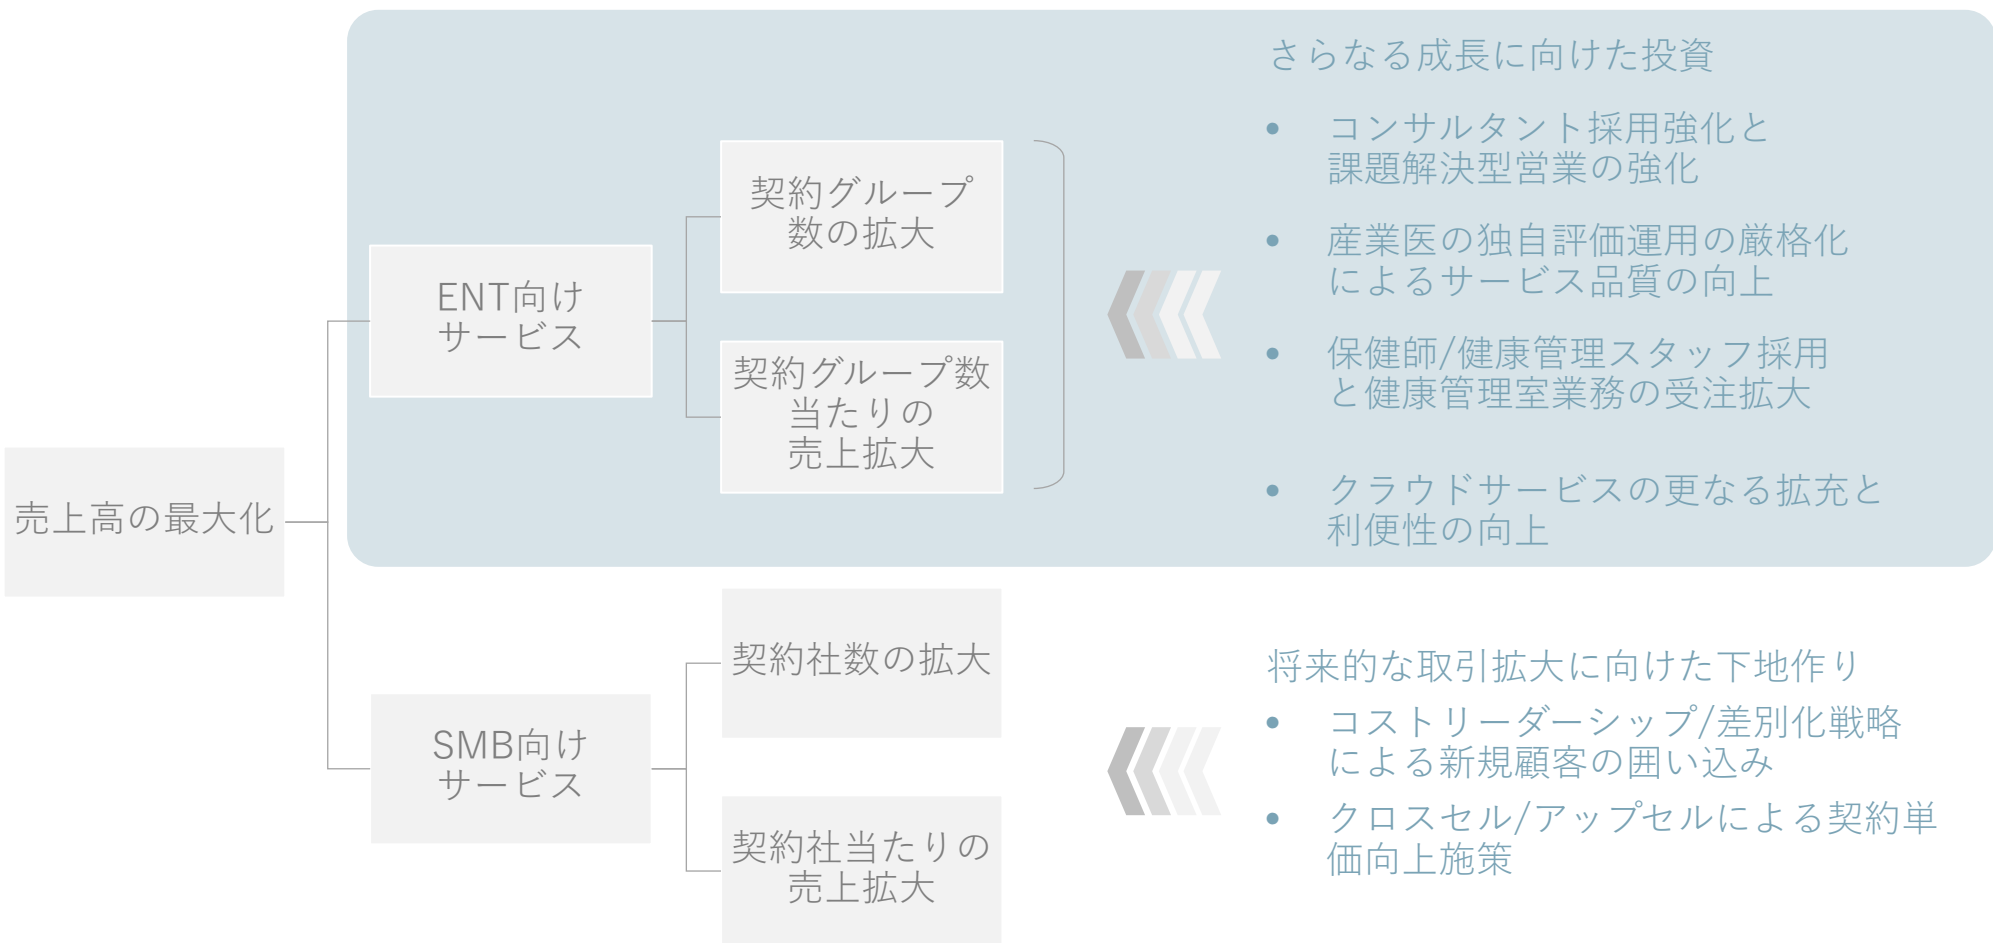 売上高の最大化
ENT向け
サービス
契約グループ
数の拡大
契約グループ数
当たりの
売上拡大
さらなる成長に向けた投資
• コンサルタント採用強化と
課題解決型営業の強化
• 産業医の独自評価運用の厳格化
によるサービス品質の向上
• 保健師/健康管理スタッフ採用
と健康管理室業務の受注拡大
• クラウドサービスの更なる拡充と
利便性の向上
SMB向け
サービス
契約社数の拡大
契約社当たりの
売上拡大
将来的な取引拡大に向けた下地作り
• コストリーダーシップ/差別化戦略
による新規顧客の囲い込み
• クロスセル/アップセルによる契約単
価向上施策